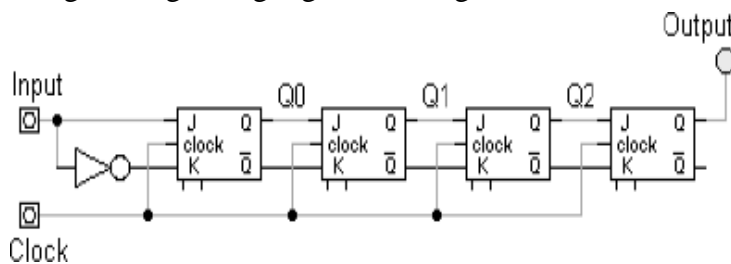 Output
Input
Q0 Q1 Q2
J Q J Q J Q J Q
clock clock clock clock
K Q̅ K Q̅ K Q̅ K Q̅
Clock